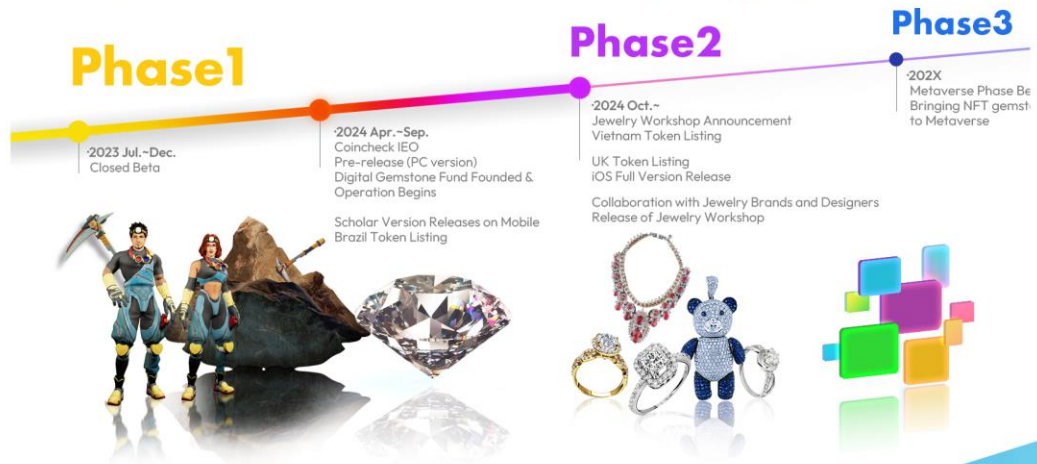 Phase1
·2023 Jul.~Dec.
Closed Beta
·2024 Apr.~Sep.
Coincheck IEO
Pre-release (PC version)
Digital Gemstone Fund Founded &
Operation Begins
Scholar Version Releases on Mobile
Brazil Token Listing
Phase2
·2024 Oct.~
Jewelry Workshop Announcement
Vietnam Token Listing
UK Token Listing
iOS Full Version Release
Collaboration with Jewelry Brands and Designers
Release of Jewelry Workshop
Phase3
·202X
Metaverse Phase
Bringing NFT
to Metaverse